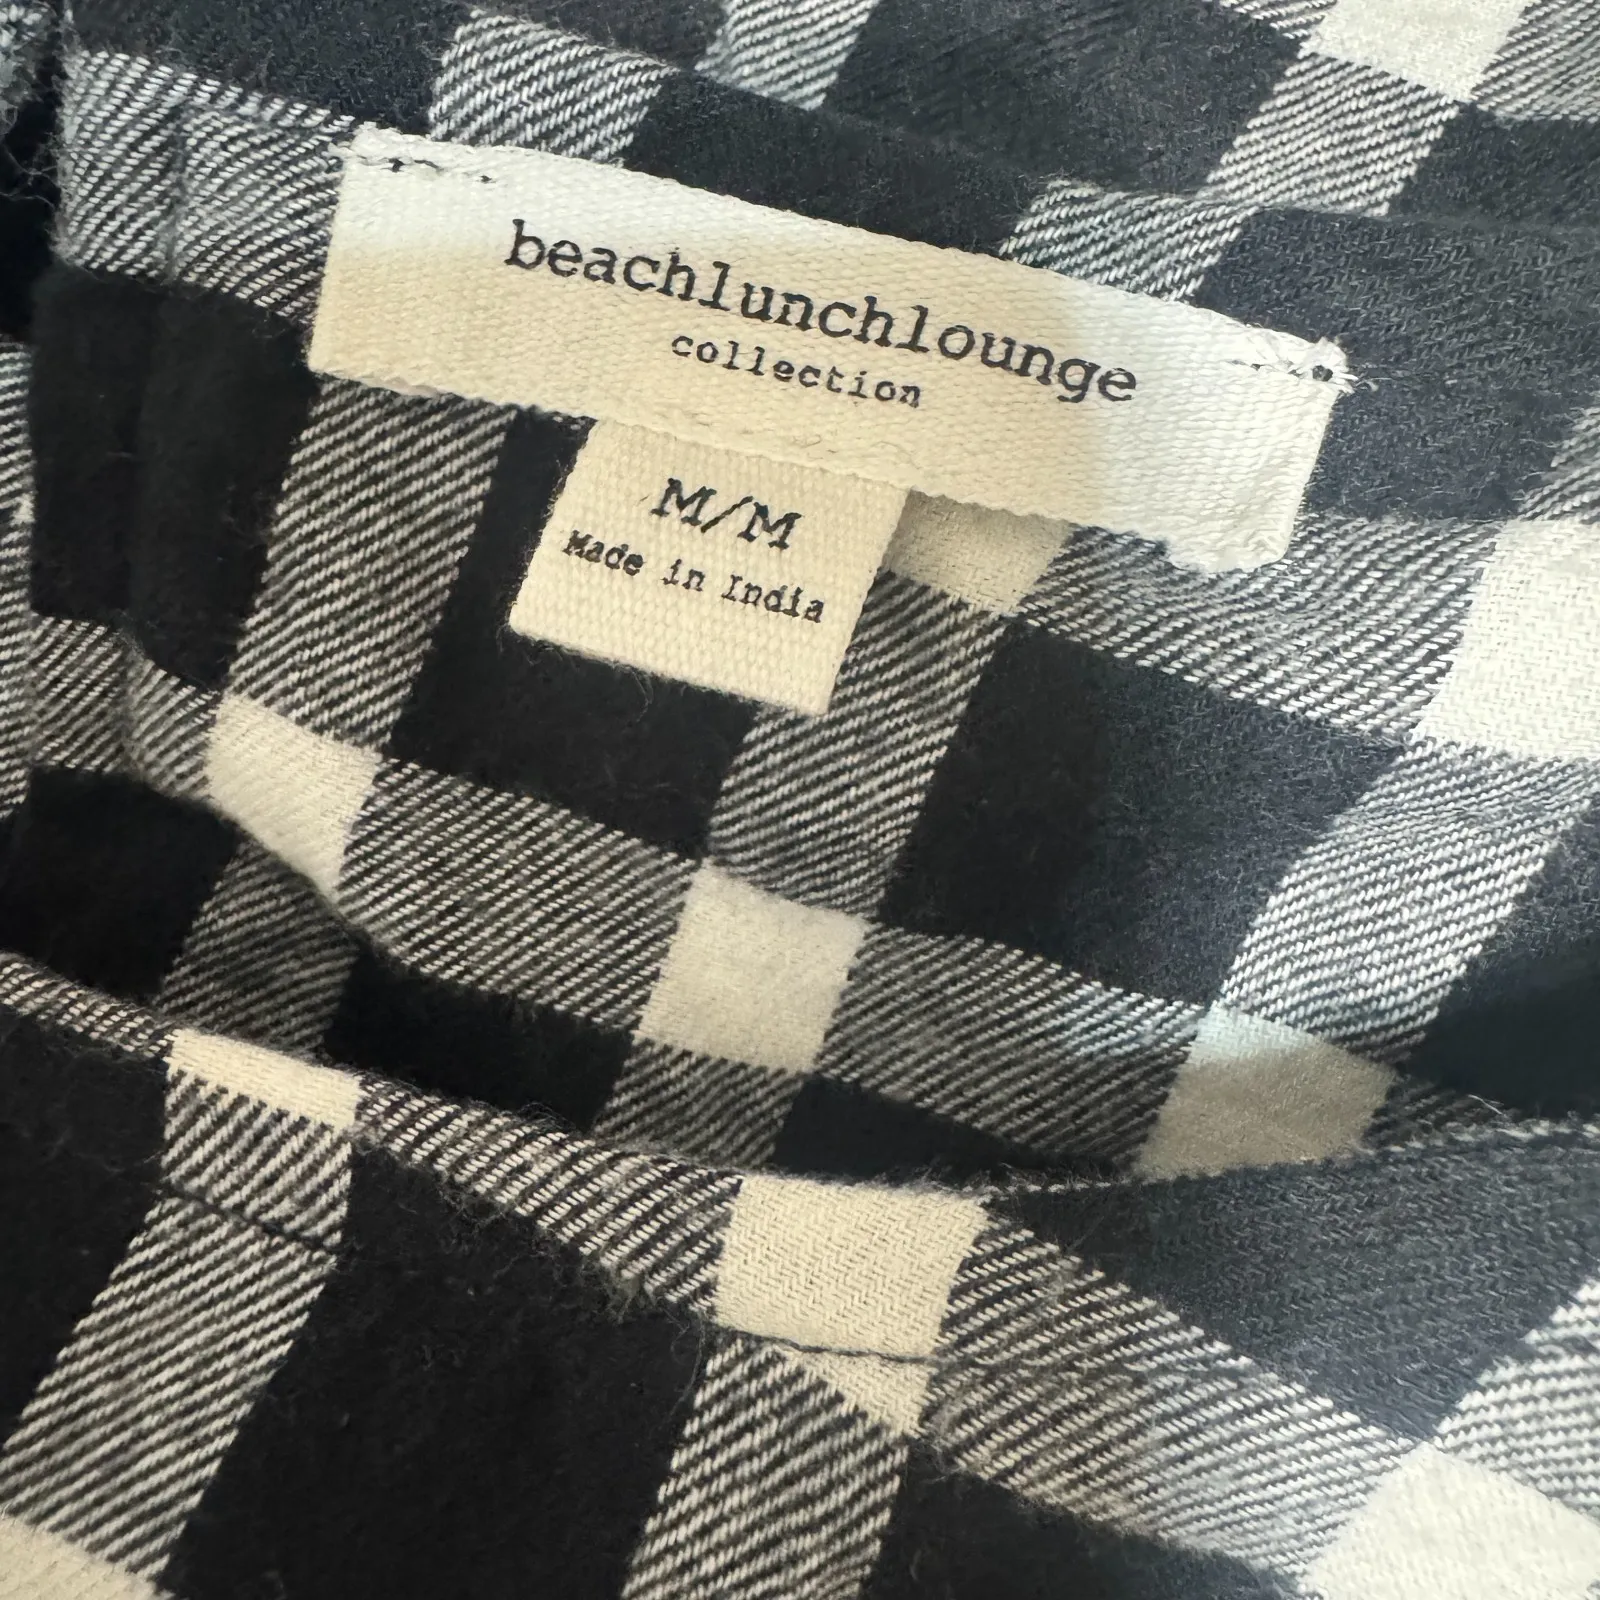 beachlunchlounge
collection
M/M
Made in India